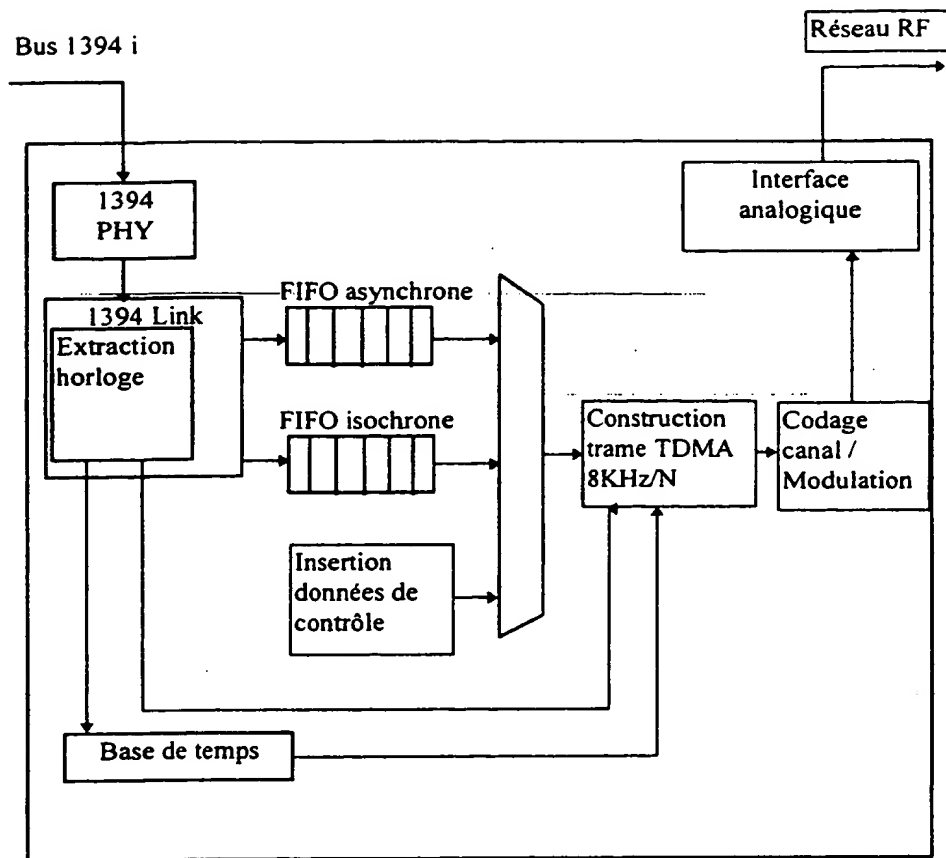 Réseau RF
Bus 1394 i
1394
PHY
Interface
analogique
1394 Link
Extraction
horloge
FIFO asynchrone
FIFO isochrone
Construction
trame TDMA
8KHz/N
Codage
canal /
Modulation
Insertion
données de
contrôle
Base de temps